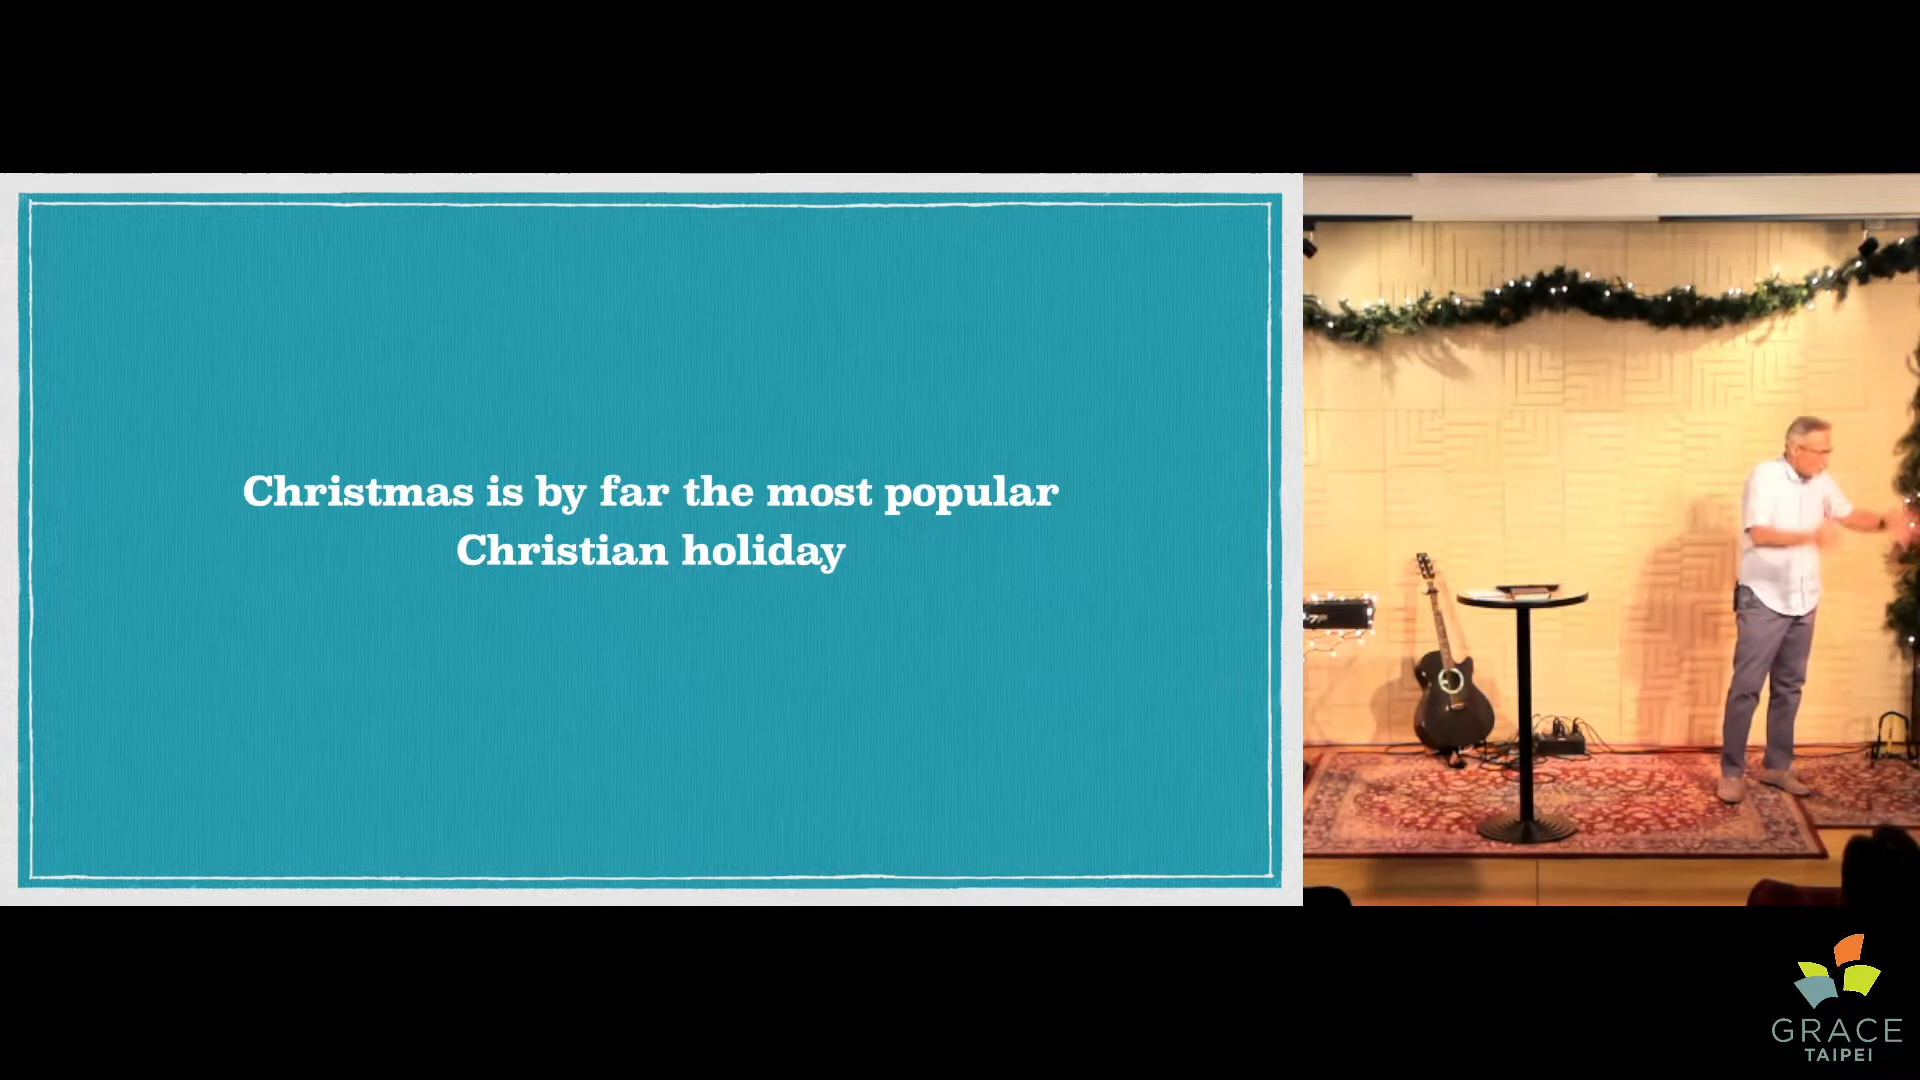 Christmas is by far the most popular
Christian holiday
GRACE
TAIPEI